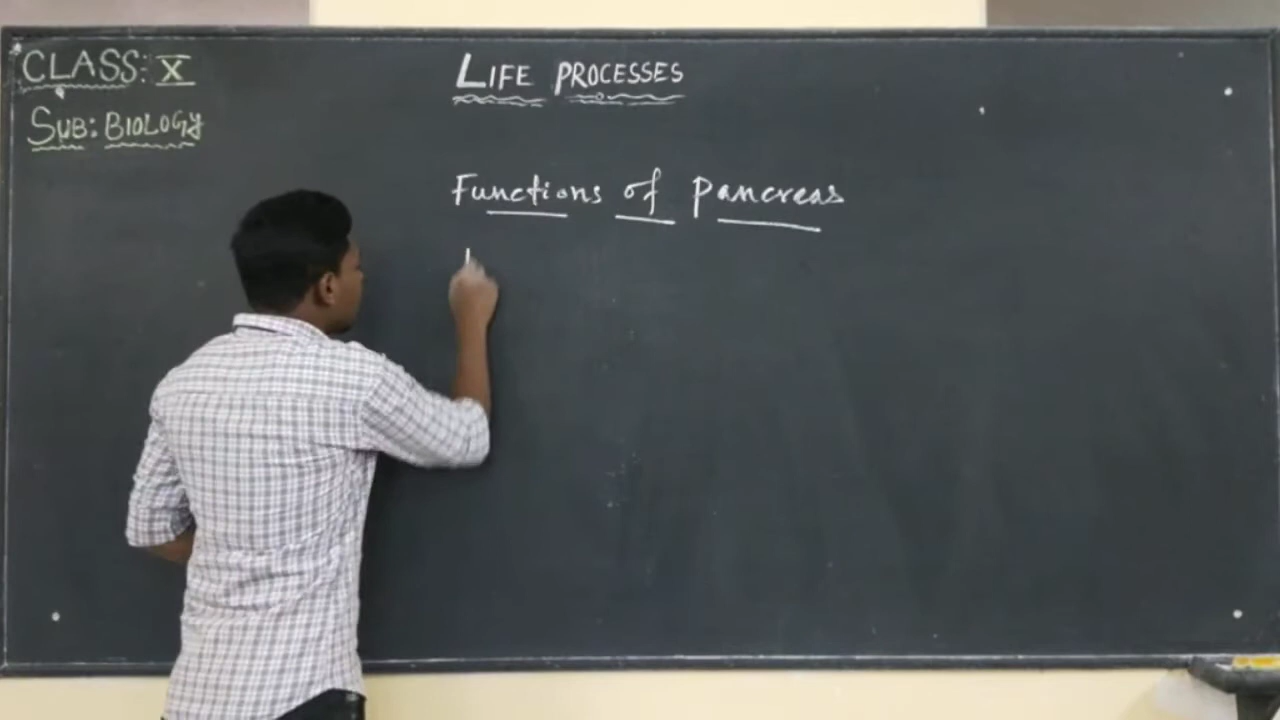 CLASS: X
SUB: BIOLOGY
LIFE PROCESSES
Functions of Pancreas